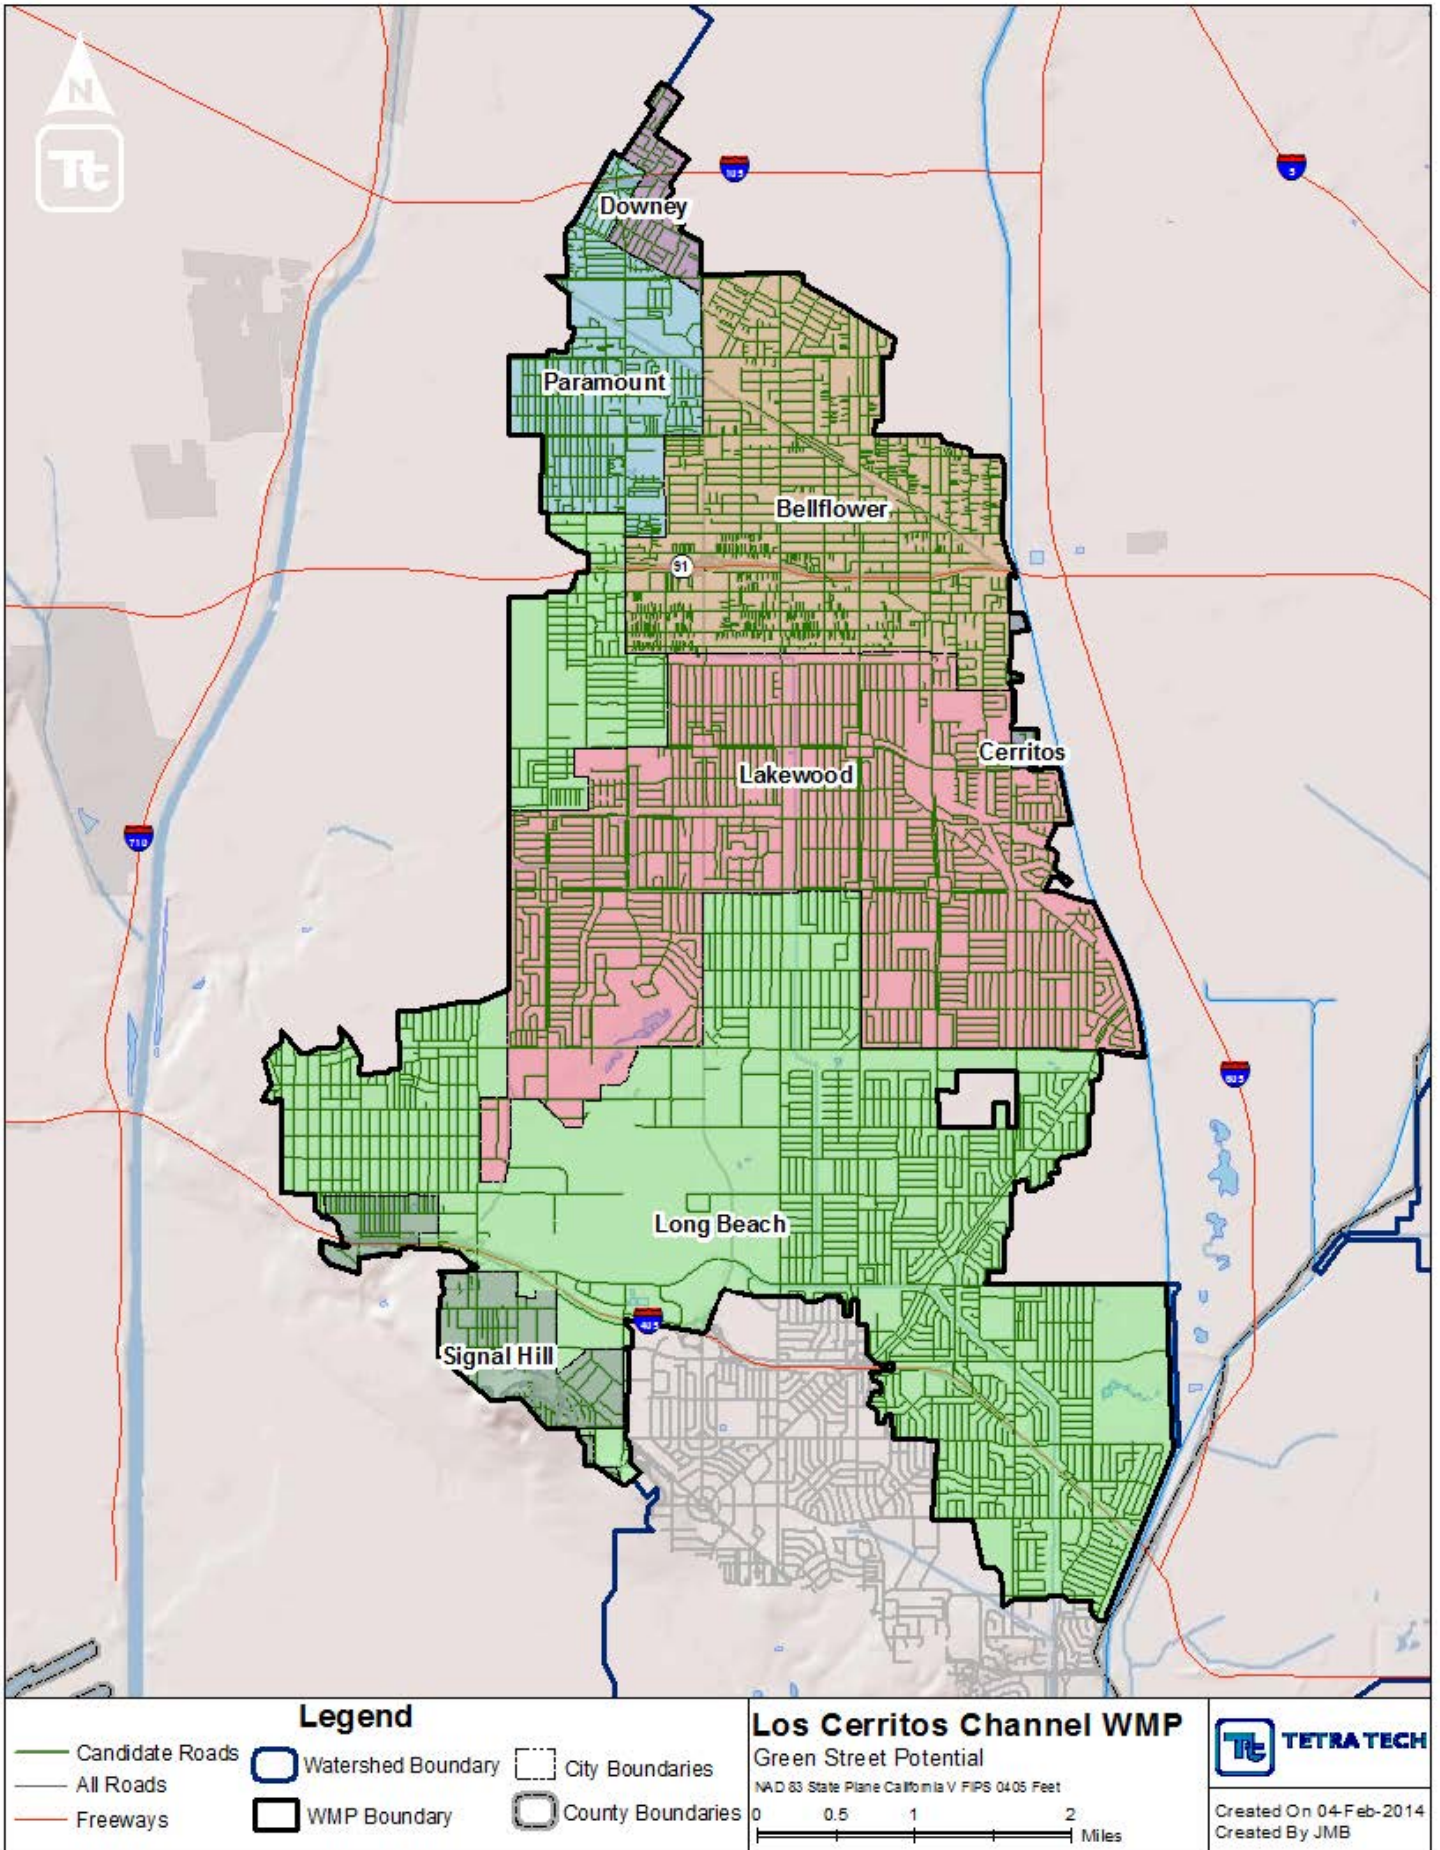 N
Tt
105
5
Downey
Paramount
Bellflower
91
Cerritos
Lakewood
710
605
Long Beach
405
Signal Hill
Legend
Candidate Roads
All Roads
Freeways
Watershed Boundary
WMP Boundary
City Boundaries
County Boundaries
Los Cerritos Channel WMP
Green Street Potential
NAD 83 State Plane California V FIPS 0405 Feet
0 0.5 1 2
Miles
Tt TETRA TECH
Created On 04-Feb-2014
Created By JMB